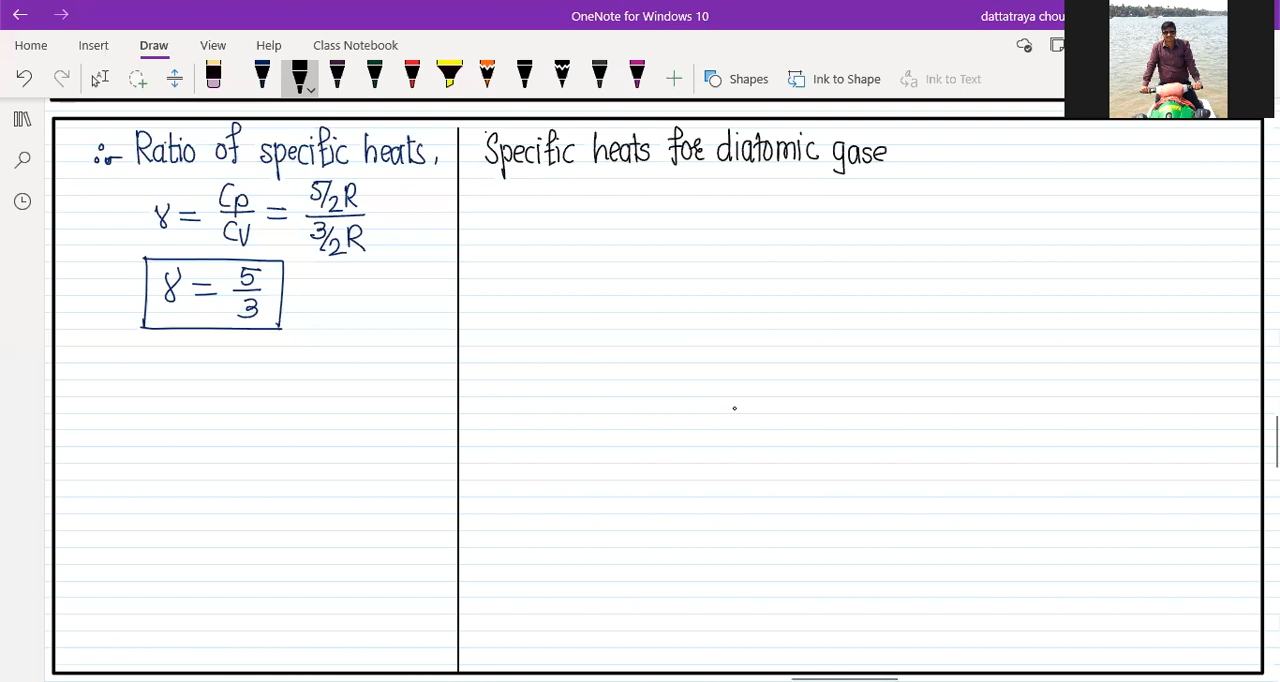 OneNote for Windows 10
dattatraya chou
Home Insert Draw View Help Class Notebook
Shapes Ink to Shape Ink to Text
∴ Ratio of specific heats,
γ = Cp/CV = 5/2R / 3/2R
γ = 5/3
Specific heats for diatomic gase